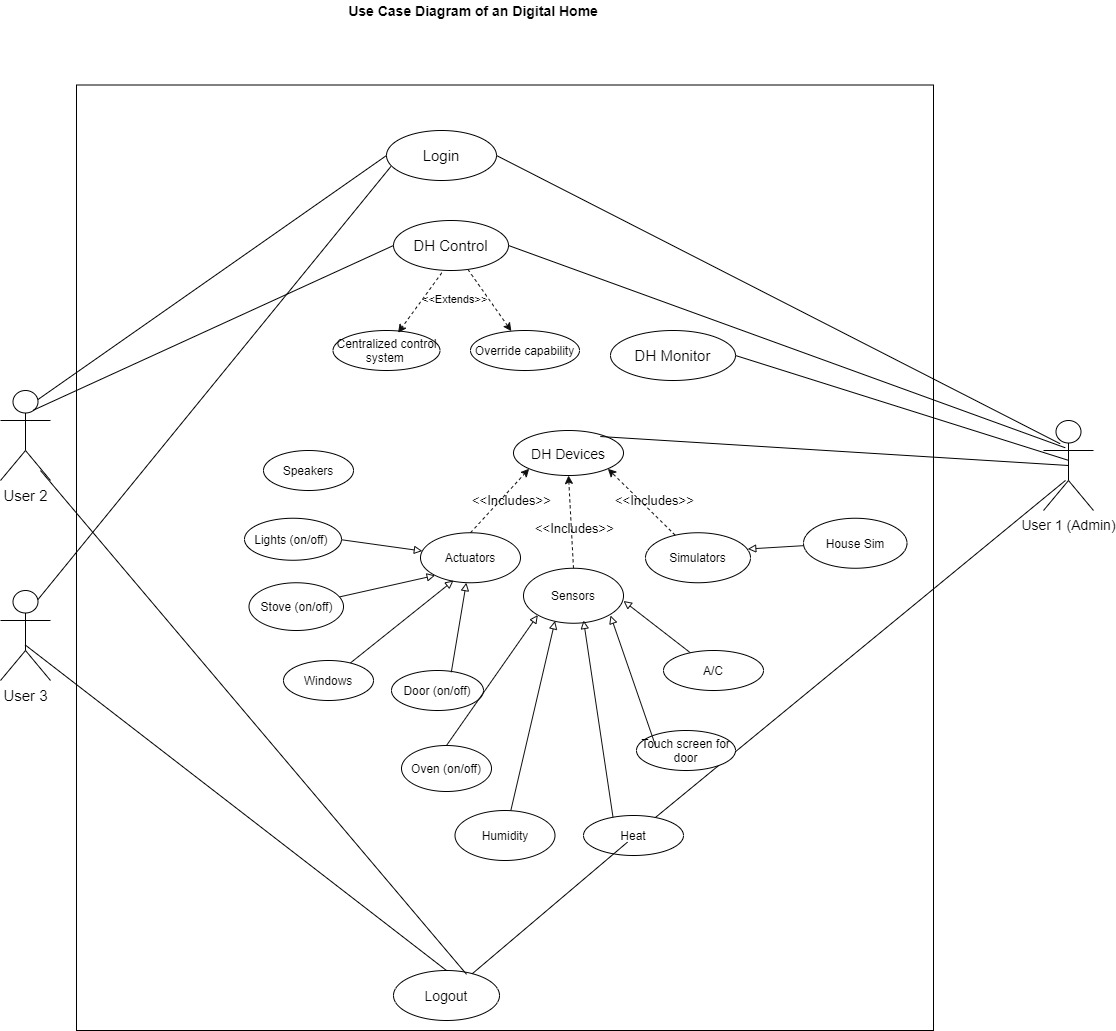 Use Case Diagram of an Digital Home
Login
DH Control
<<Extends>>
Centralized control
system
Override capability
DH Monitor
User 2
User 1 (Admin)
DH Devices
Speakers
<<Includes>>
<<Includes>>
<<Includes>>
Lights (on/off)
Actuators
Simulators
House Sim
Stove (on/off)
Sensors
Windows
Door (on/off)
A/C
User 3
Touch screen for
door
Oven (on/off)
Humidity
Heat
Logout